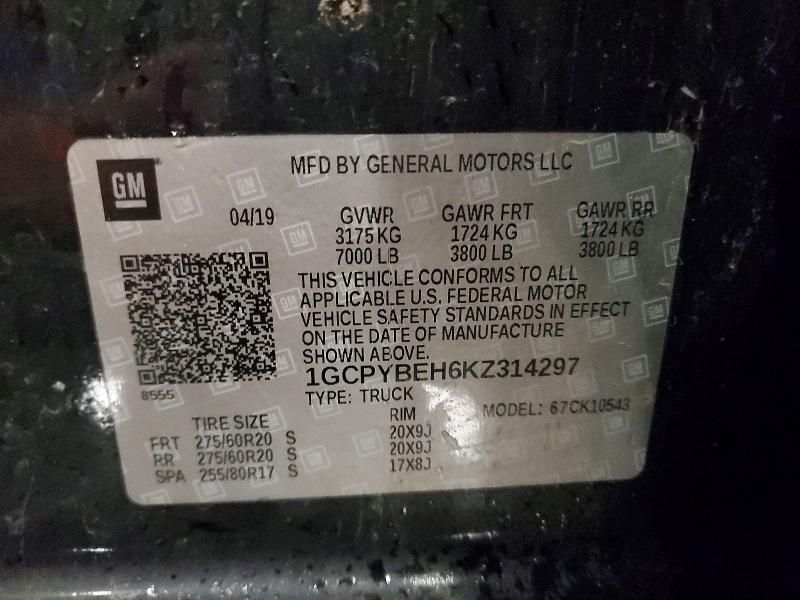 GM
MFD BY GENERAL MOTORS LLC
04/19 GVWR GAWR FRT GAWR RR
3175 KG 1724 KG 1724 KG
7000 LB 3800 LB 3800 LB
THIS VEHICLE CONFORMS TO ALL
APPLICABLE U.S. FEDERAL MOTOR
VEHICLE SAFETY STANDARDS IN EFFECT
ON THE DATE OF MANUFACTURE
SHOWN ABOVE.
1GCPYBEH6KZ314297
8555
TYPE: TRUCK
MODEL: 67CK10543
TIRE SIZE RIM
FRT 275/60R20 S 20X9J
RR 275/60R20 S 20X9J
SPA 255/80R17 S 17X8J